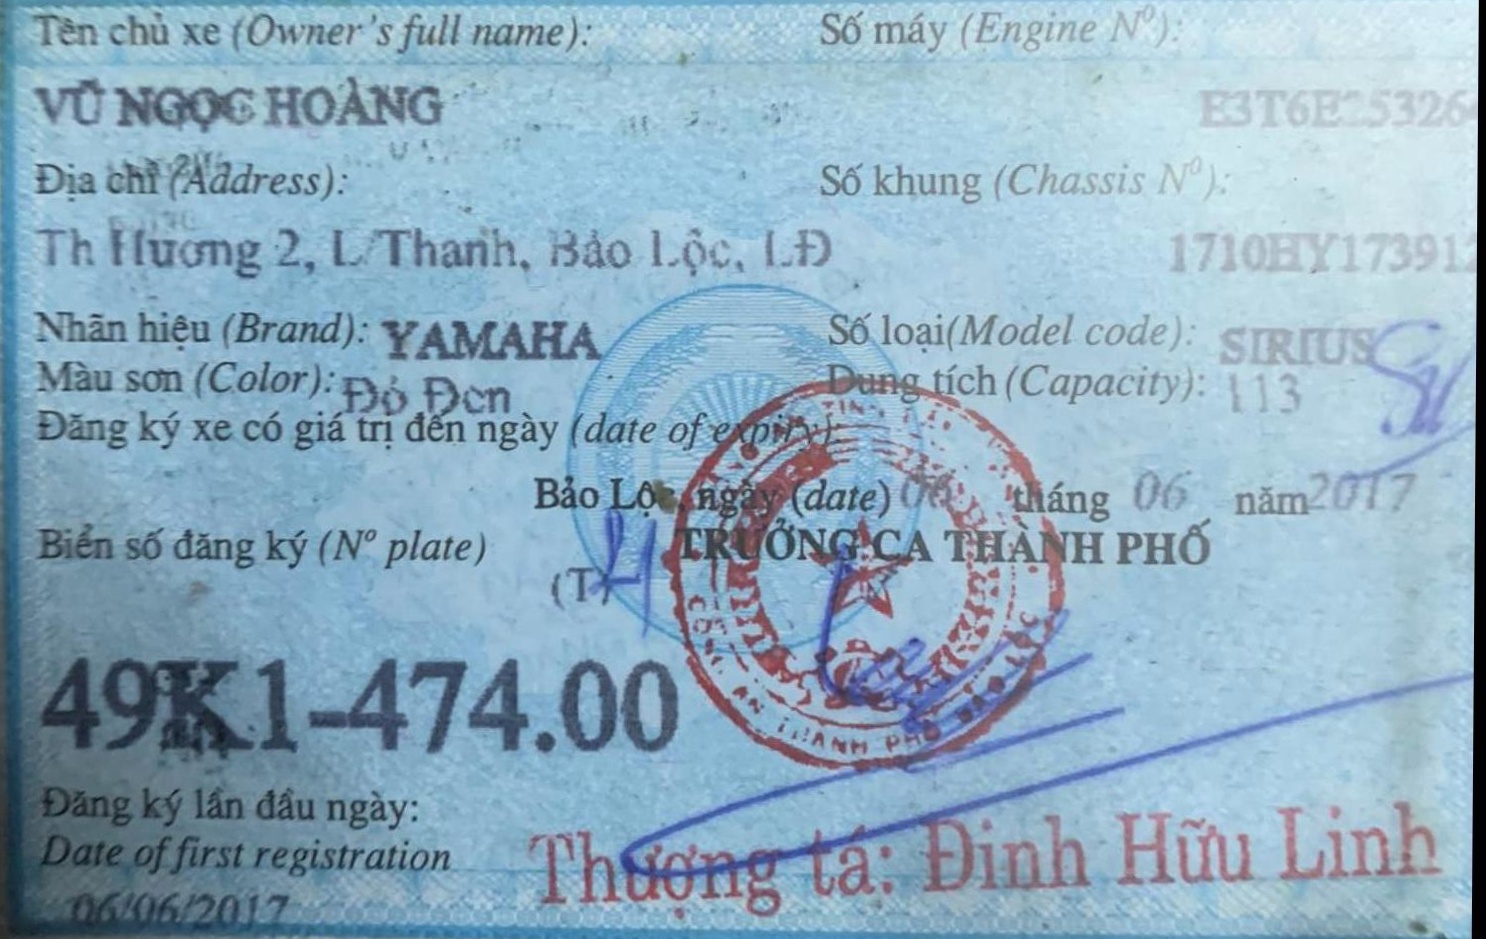 Tên chủ xe (Owner's full name):
Số máy (Engine Nº):
VŨ NGỌC HOÀNG
Địa chỉ (Address):
Số khung (Chassis Nº):
Th Hương 2, L Thanh, Bảo Lộc, LĐ
1710HY173912
Nhãn hiệu (Brand): YAMAHA
Số loại(Model code): SIRIUS
Màu sơn (Color): Đỏ Đen
Dung tích (Capacity): 113
Đăng ký xe có giá trị đến ngày (date of expiry):
Bảo Lộc, ngày (date) 06 tháng 06 năm 2017
Biển số đăng ký (Nº plate)
TRƯỞNG CA THÀNH PHỐ
(T)
49K1-474.00
CÔNG AN THÀNH PHỐ BẢO LỘC
Đăng ký lần đầu ngày:
Date of first registration
06/06/2017
Thượng tá: Đinh Hữu Linh